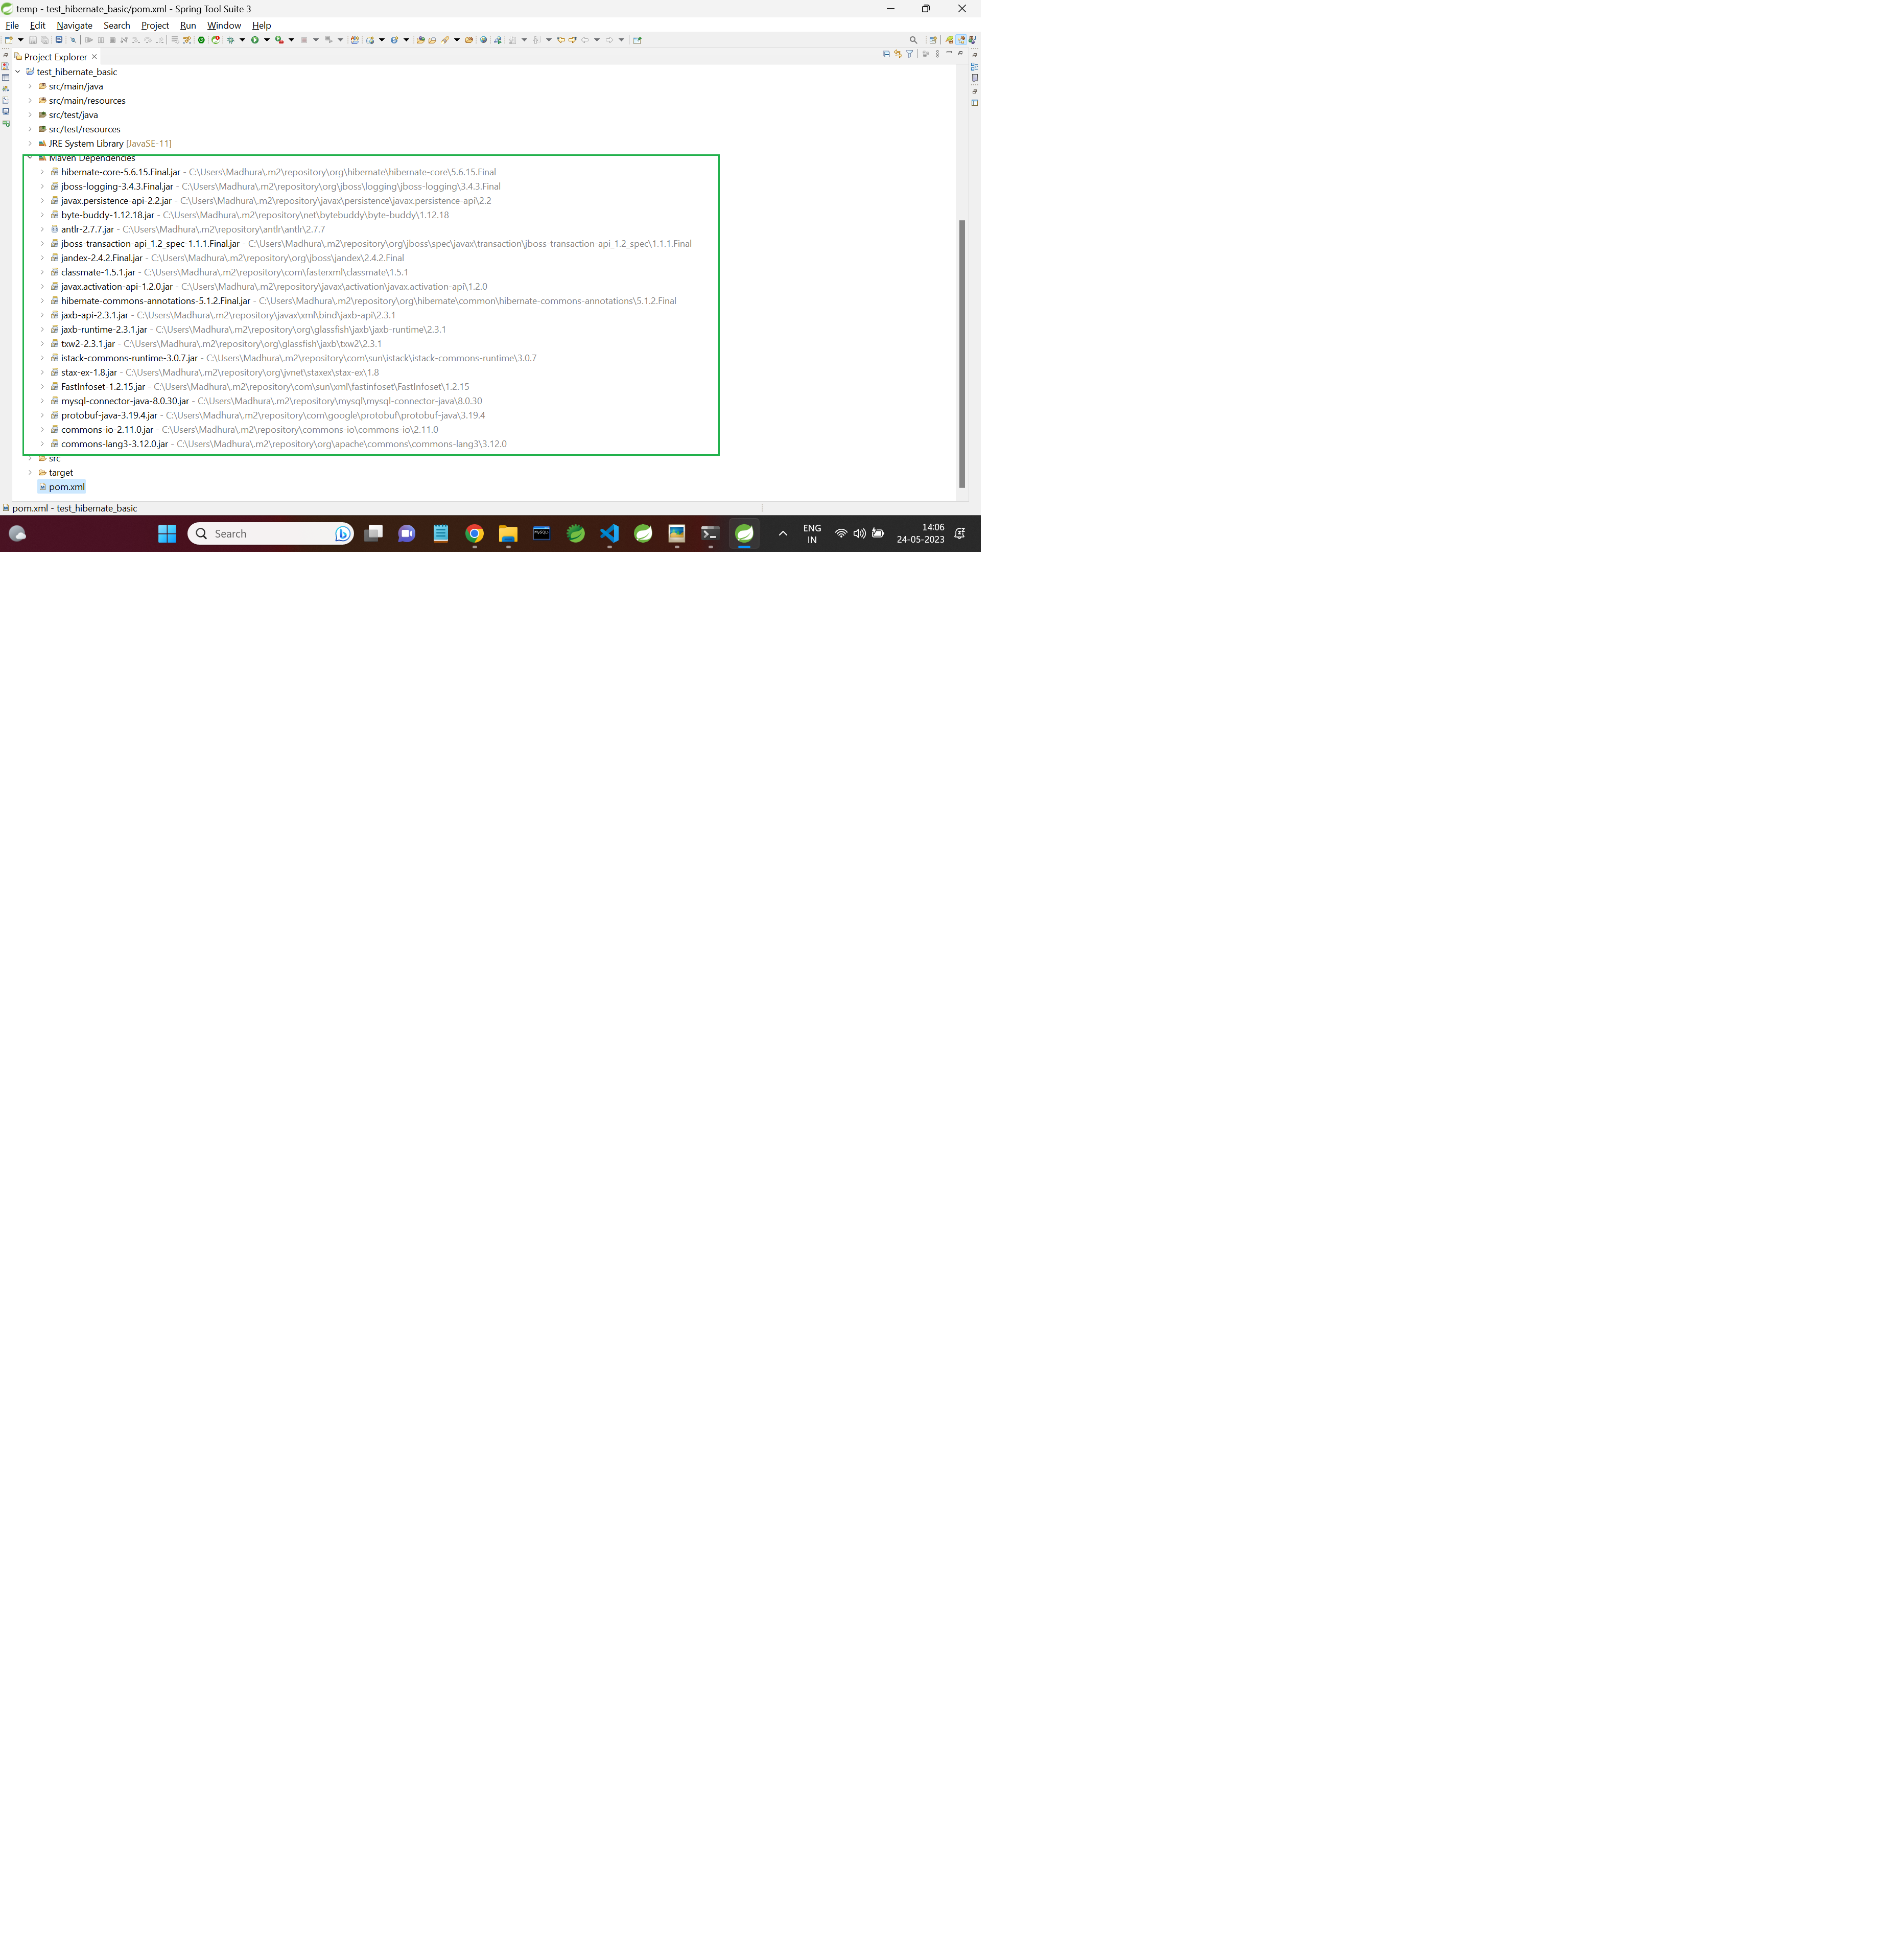 temp - test_hibernate_basic/pom.xml - Spring Tool Suite 3
File Edit Navigate Search Project Run Window Help
Project Explorer
test_hibernate_basic
src/main/java
src/main/resources
src/test/java
src/test/resources
JRE System Library [JavaSE-11]
Maven Dependencies
hibernate-core-5.6.15.Final.jar - C:\Users\Madhura\.m2\repository\org\hibernate\hibernate-core\5.6.15.Final
jboss-logging-3.4.3.Final.jar - C:\Users\Madhura\.m2\repository\org\jboss\logging\jboss-logging\3.4.3.Final
javax.persistence-api-2.2.jar - C:\Users\Madhura\.m2\repository\javax\persistence\javax.persistence-api\2.2
byte-buddy-1.12.18.jar - C:\Users\Madhura\.m2\repository\net\bytebuddy\byte-buddy\1.12.18
antlr-2.7.7.jar - C:\Users\Madhura\.m2\repository\antlr\antlr\2.7.7
jboss-transaction-api_1.2_spec-1.1.1.Final.jar - C:\Users\Madhura\.m2\repository\org\jboss\spec\javax\transaction\jboss-transaction-api_1.2_spec\1.1.1.Final
jandex-2.4.2.Final.jar - C:\Users\Madhura\.m2\repository\org\jboss\jandex\2.4.2.Final
classmate-1.5.1.jar - C:\Users\Madhura\.m2\repository\com\fasterxml\classmate\1.5.1
javax.activation-api-1.2.0.jar - C:\Users\Madhura\.m2\repository\javax\activation\javax.activation-api\1.2.0
hibernate-commons-annotations-5.1.2.Final.jar - C:\Users\Madhura\.m2\repository\org\hibernate\common\hibernate-commons-annotations\5.1.2.Final
jaxb-api-2.3.1.jar - C:\Users\Madhura\.m2\repository\javax\xml\bind\jaxb-api\2.3.1
jaxb-runtime-2.3.1.jar - C:\Users\Madhura\.m2\repository\org\glassfish\jaxb\jaxb-runtime\2.3.1
txw2-2.3.1.jar - C:\Users\Madhura\.m2\repository\org\glassfish\jaxb\txw2\2.3.1
istack-commons-runtime-3.0.7.jar - C:\Users\Madhura\.m2\repository\com\sun\istack\istack-commons-runtime\3.0.7
stax-ex-1.8.jar - C:\Users\Madhura\.m2\repository\org\jvnet\staxex\stax-ex\1.8
FastInfoset-1.2.15.jar - C:\Users\Madhura\.m2\repository\com\sun\xml\fastinfoset\FastInfoset\1.2.15
mysql-connector-java-8.0.30.jar - C:\Users\Madhura\.m2\repository\mysql\mysql-connector-java\8.0.30
protobuf-java-3.19.4.jar - C:\Users\Madhura\.m2\repository\com\google\protobuf\protobuf-java\3.19.4
commons-io-2.11.0.jar - C:\Users\Madhura\.m2\repository\commons-io\commons-io\2.11.0
commons-lang3-3.12.0.jar - C:\Users\Madhura\.m2\repository\org\apache\commons\commons-lang3\3.12.0
src
target
pom.xml
pom.xml - test_hibernate_basic
Search
ENG
IN
14:06
24-05-2023